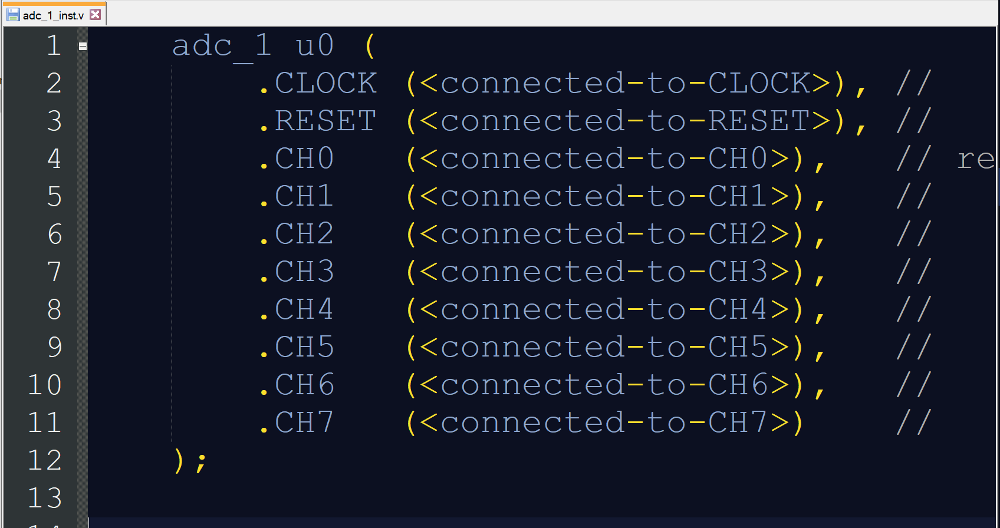 adc_1_inst.v
1 adc_1 u0 (
2 .CLOCK (<connected-to-CLOCK>), //
3 .RESET (<connected-to-RESET>), //
4 .CH0 (<connected-to-CH0>), // re
5 .CH1 (<connected-to-CH1>), //
6 .CH2 (<connected-to-CH2>), //
7 .CH3 (<connected-to-CH3>), //
8 .CH4 (<connected-to-CH4>), //
9 .CH5 (<connected-to-CH5>), //
10 .CH6 (<connected-to-CH6>), //
11 .CH7 (<connected-to-CH7>) //
12 );
13